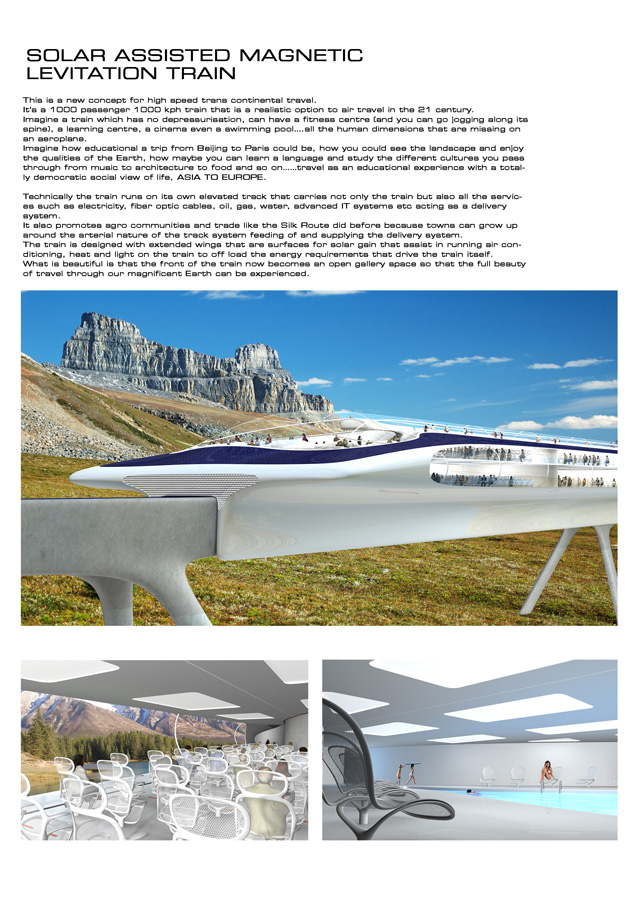 SOLAR ASSISTED MAGNETIC
LEVITATION TRAIN
This is a new concept for high speed trans continental travel.
It's a 1000 passenger 1000 kph train that is a realistic option to air travel in the 21 century.
Imagine a train which has no depressurisation, can have a fitness centre (and you can go jogging along its
spine), a learning centre, a cinema even a swimming pool....all the human dimensions that are missing on
an aeroplane.
Imagine how educational a trip from Beijing to Paris could be, how you could see the landscape and enjoy
the qualities of the Earth, how maybe you can learn a language and study the different cultures you pass
through from music to architecture to food and so on......travel as an educational experience with a total-
ly democratic social view of life, ASIA TO EUROPE.
Technically the train runs on its own elevated track that carries not only the train but also all the servic-
es such as electricity, fiber optic cables, oil, gas, water, advanced IT systems etc acting as a delivery
system.
It also promotes agro communities and trade like the Silk Route did before because towns can grow up
around the arterial nature of the track system feeding of and supplying the delivery system.
The train is designed with extended wings that are surfaces for solar gain that assist in running air con-
ditioning, heat and light on the train to off load the energy requirements that drive the train itself.
What is beautiful is that the front of the train now becomes an open gallery space so that the full beauty
of travel through our magnificent Earth can be experienced.